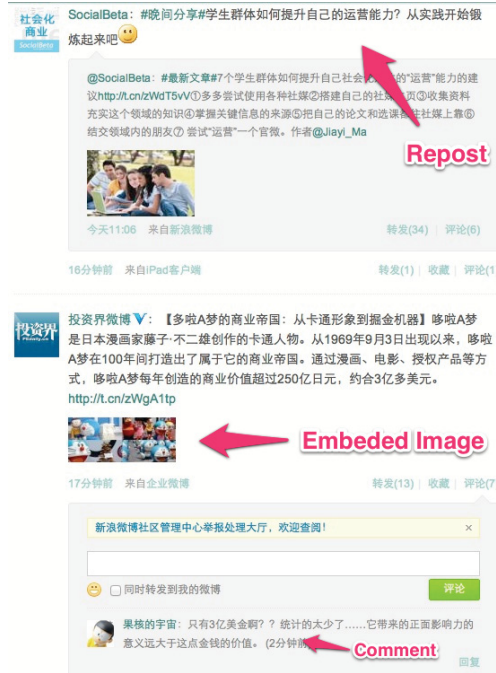 社会化
商业
SocialBeta
SocialBeta：#晚间分享#学生群体如何提升自己的运营能力？从实践开始锻
炼起来吧
@SocialBeta：#最新文章#7个学生群体如何提升自己社会化 的“运营”能力的建
议http://t.cn/zWdT5vV①多多尝试使用各种社媒②搭建自己的社媒 页③收集资料
充实这个领域的知识④掌握关键信息的来源⑤把自己的论文和选课都 社媒上靠⑥
结交领域内的朋友⑦ 尝试“运营”一个官微。作者@Jiayi_Ma
Repost
今天11:06 来自新浪微博 转发(34) | 评论(6)
16分钟前 来自iPad客户端 转发(1) | 收藏 | 评论(1
投资界
投资界微博：【多啦A梦的商业帝国：从卡通形象到掘金机器】哆啦A梦
是日本漫画家藤子·不二雄创作的卡通人物。从1969年9月3日出现以来，哆啦
A梦在100年间打造出了属于它的商业帝国。通过漫画、电影、授权产品等方
式，哆啦A梦每年创造的商业价值超过250亿日元，约合3亿多美元。
http://t.cn/zWgA1tp
Embeded Image
17分钟前 来自企业微博 转发(13) | 收藏 | 评论(7
新浪微博社区管理中心举报处理大厅，欢迎查阅！ ×
同时转发到我的微博 评论
果核的宇宙：只有3亿美金啊？？统计的太少了……它带来的正面影响力的
意义远大于这点金钱的价值。 (2分钟前
Comment
回复